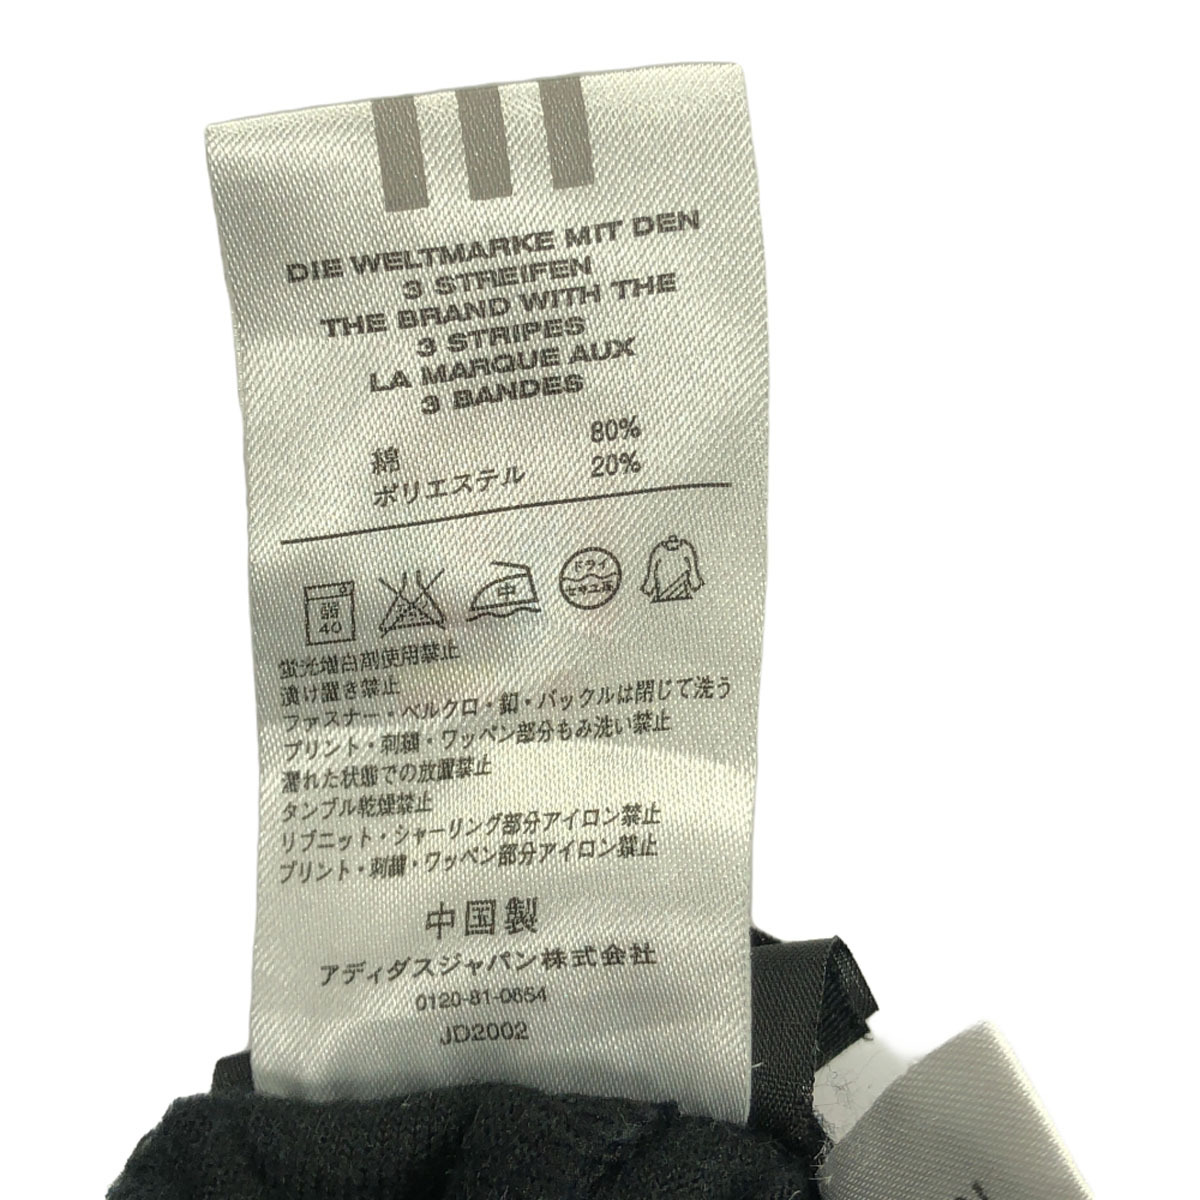 DIE WELTMARKE MIT DEN
3 STREIFEN
THE BRAND WITH THE
3 STRIPES
LA MARQUE AUX
3 BANDES
綿 80%
ポリエステル 20%
40
中
ドライ
セキユ系
蛍光増白剤使用禁止
漬け置き禁止
ファスナー・ベルクロ・釦・バックルは閉じて洗う
プリント・刺繍・ワッペン部分もみ洗い禁止
濡れた状態での放置禁止
タンブル乾燥禁止
リブニット・シャーリング部分アイロン禁止
プリント・刺繍・ワッペン部分アイロン禁止
中国製
アディダスジャパン株式会社
0120-81-0654
JD2002